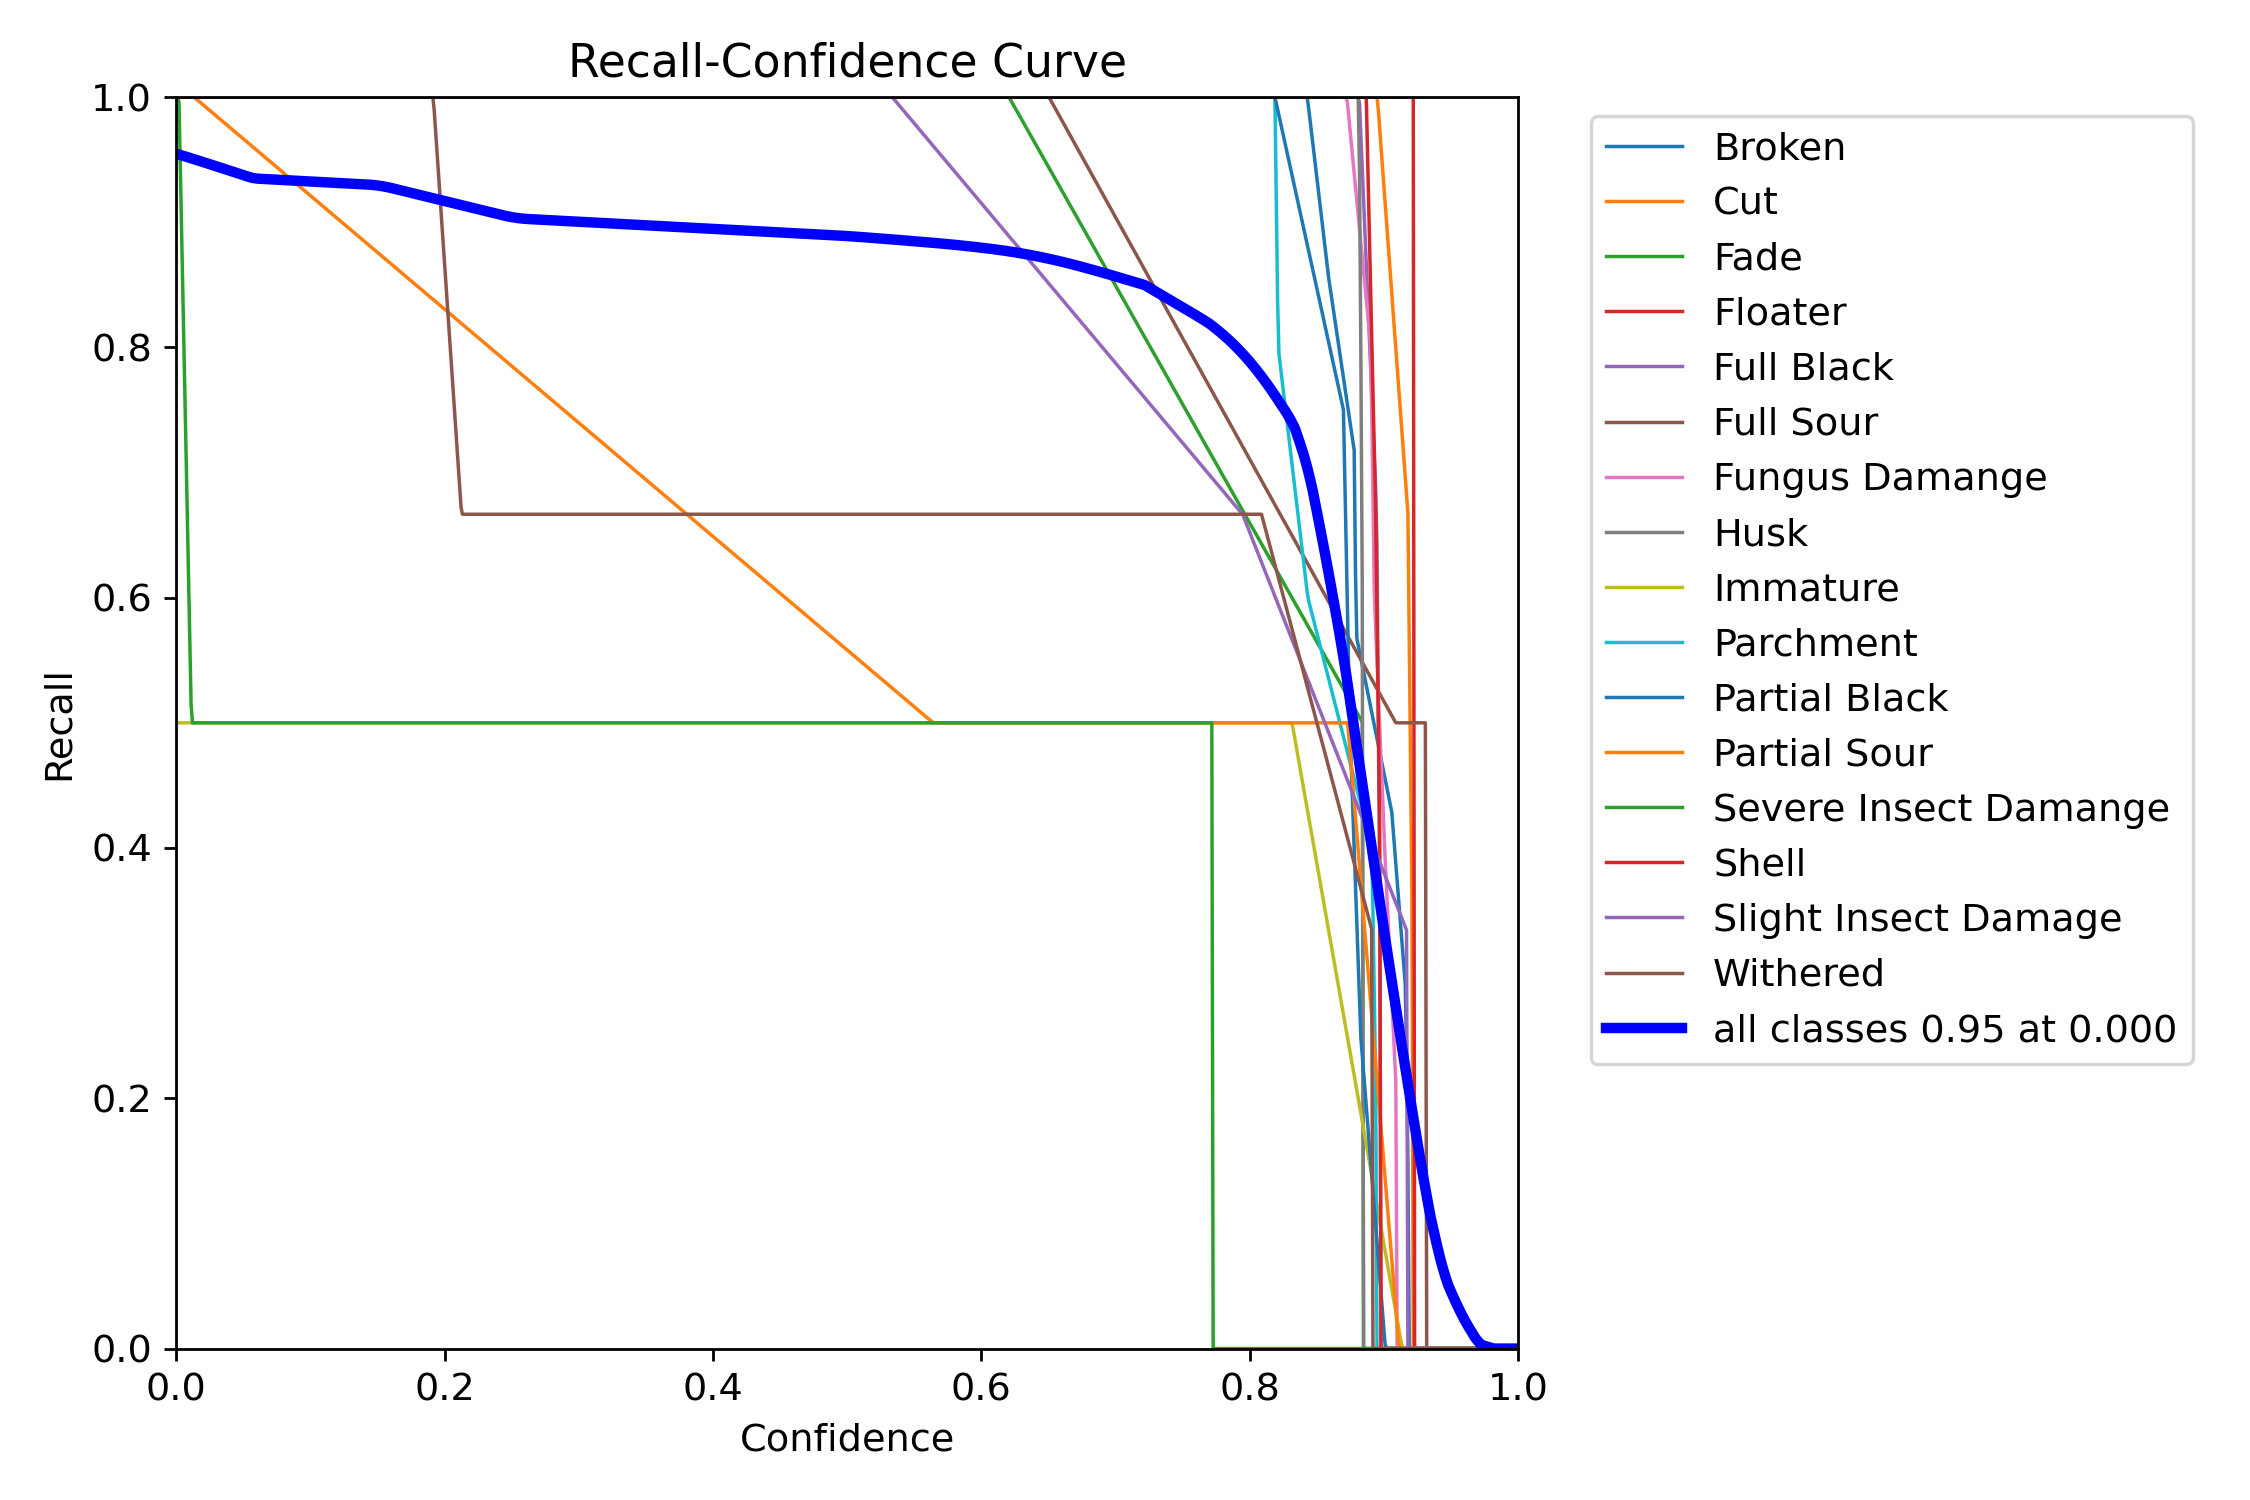 Recall-Confidence Curve
1.0
0.8
0.6
0.4
0.2
0.0
Recall
0.0 0.2 0.4 0.6 0.8 1.0
Confidence
Broken
Cut
Fade
Floater
Full Black
Full Sour
Fungus Damange
Husk
Immature
Parchment
Partial Black
Partial Sour
Severe Insect Damange
Shell
Slight Insect Damage
Withered
all classes 0.95 at 0.000